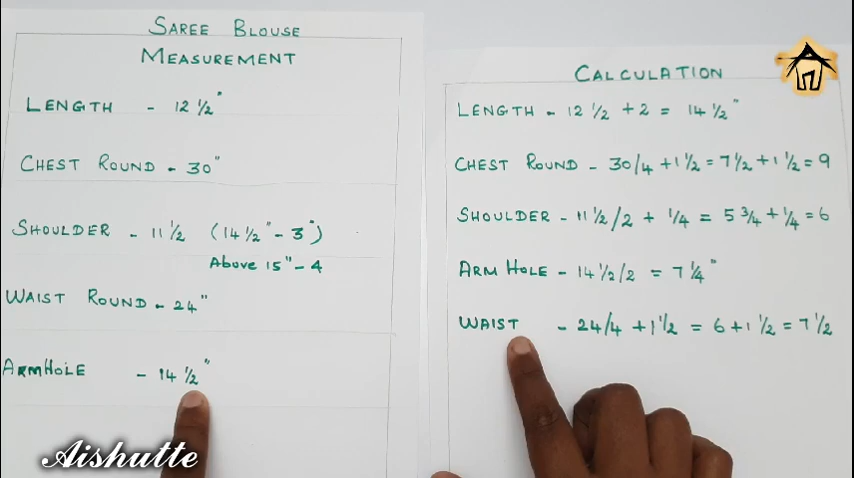 SAREE BLOUSE
MEASUREMENT
LENGTH - 12 1/2"
CHEST ROUND - 30"
SHOULDER - 11 1/2 (14 1/2" - 3")
Above 15" - 4
WAIST ROUND - 24"
ARMHOLE - 14 1/2"
CALCULATION
LENGTH - 12 1/2 + 2 = 14 1/2"
CHEST ROUND - 30/4 + 1 1/2 = 7 1/2 + 1 1/2 = 9
SHOULDER - 11 1/2 /2 + 1/4 = 5 3/4 + 1/4 = 6
ARM HOLE - 14 1/2 /2 = 7 1/4"
WAIST - 24/4 + 1 1/2 = 6 + 1 1/2 = 7 1/2
Aishutte